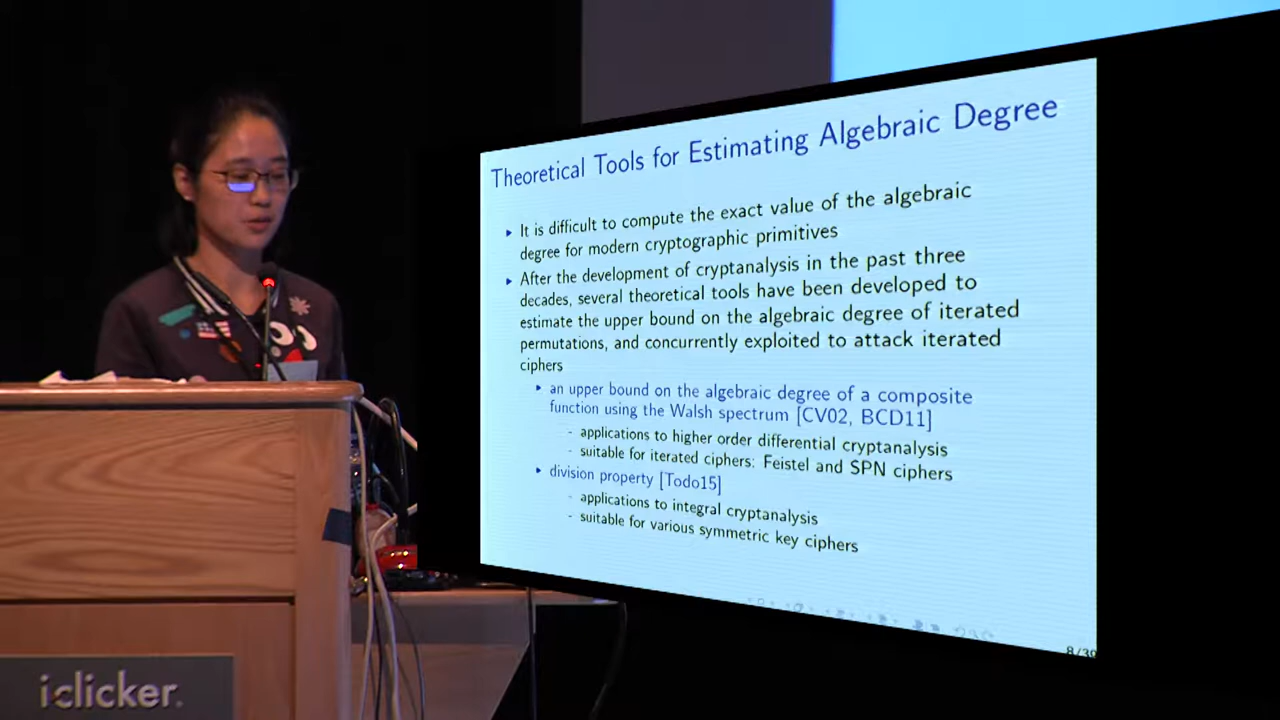 Theoretical Tools for Estimating Algebraic Degree
It is difficult to compute the exact value of the algebraic
degree for modern cryptographic primitives
After the development of cryptanalysis in the past three
decades, several theoretical tools have been developed to
estimate the upper bound on the algebraic degree of iterated
permutations, and concurrently exploited to attack iterated
ciphers
an upper bound on the algebraic degree of a composite
function using the Walsh spectrum [CV02, BCD11]
- applications to higher order differential cryptanalysis
- suitable for iterated ciphers: Feistel and SPN ciphers
division property [Todo15]
- applications to integral cryptanalysis
- suitable for various symmetric key ciphers
8/30
iclicker.